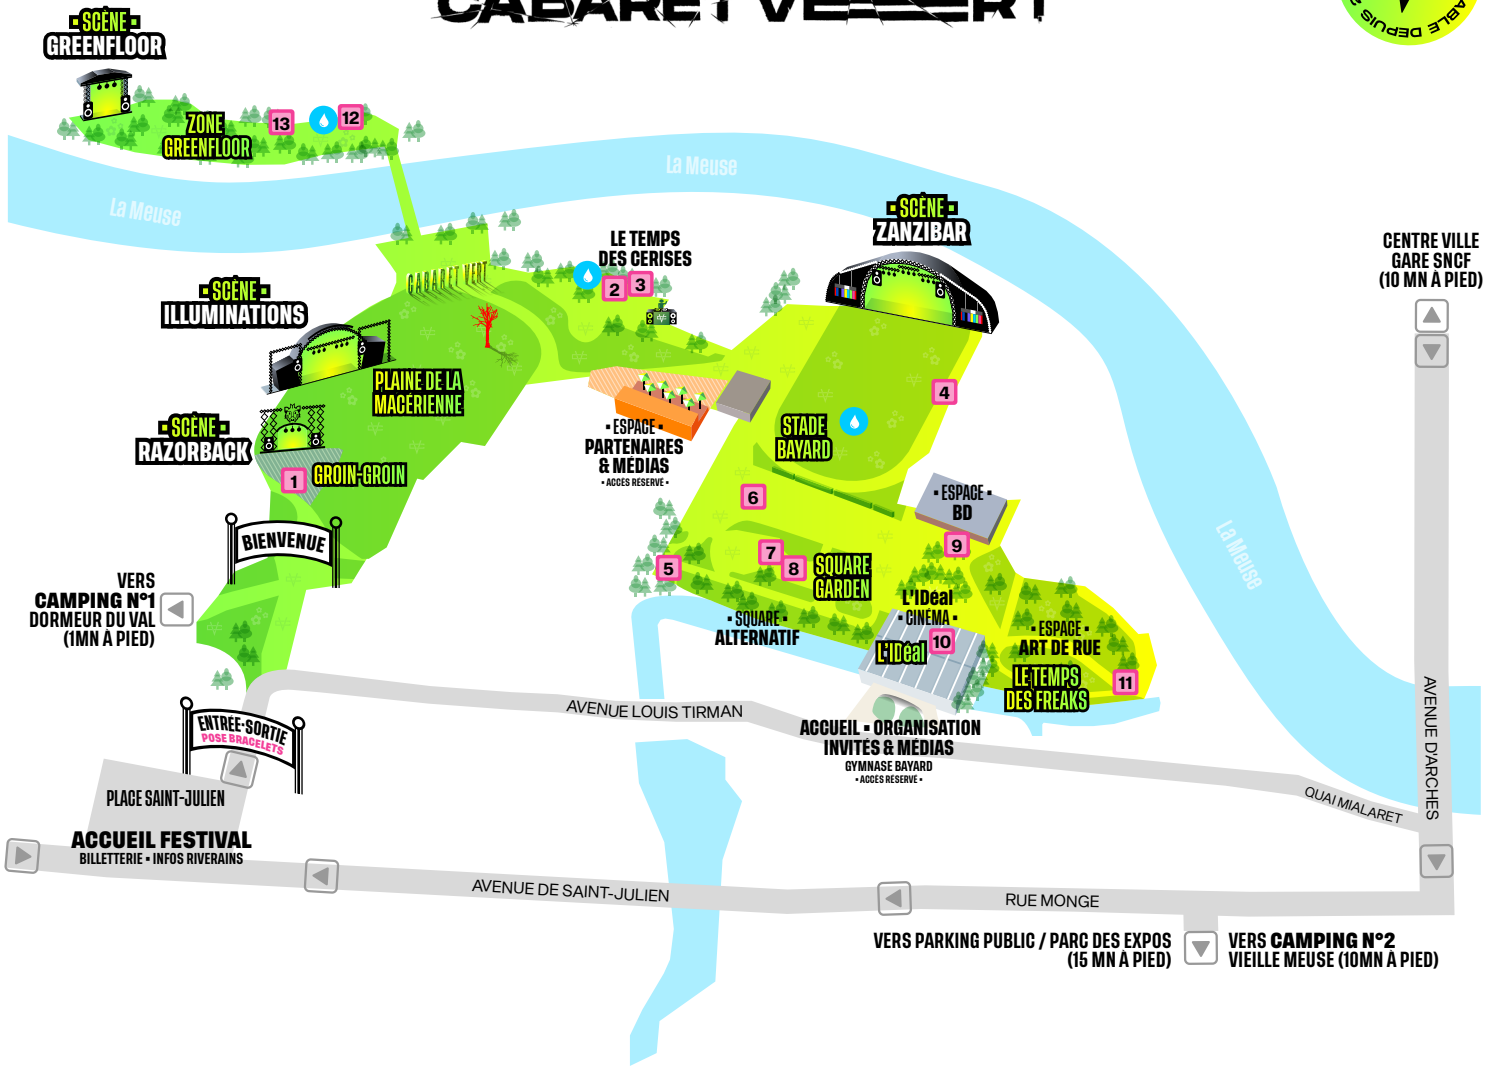 CABARET VERT
ABLE DEPUIS 2
SCÈNE
GREENFLOOR
ZONE
GREENFLOOR
13
12
La Meuse
La Meuse
SCÈNE
ZANZIBAR
LE TEMPS
DES CERISES
2
3
CABARET VERT
CENTRE VILLE
GARE SNCF
(10 MN À PIED)
SCÈNE
ILLUMINATIONS
PLAINE DE LA
MACÉRIENNE
4
SCÈNE
RAZORBACK
GROIN-GROIN
1
▪ ESPACE ▪
PARTENAIRES
& MÉDIAS
▪ ACCÈS RÉSERVÉ ▪
STADE
BAYARD
6
▪ ESPACE ▪
BD
9
BIENVENUE
La Meuse
5
7
8
SQUARE
GARDEN
VERS
CAMPING N°1
DORMEUR DU VAL
(1MN À PIED)
▪ SQUARE ▪
ALTERNATIF
L'IDéal
▪ CINÉMA ▪
L'IDéal
10
▪ ESPACE ▪
ART DE RUE
LE TEMPS
DES FREAKS
11
ENTRÉE▪SORTIE
POSE BRACELETS
AVENUE LOUIS TIRMAN
ACCUEIL ▪ ORGANISATION
INVITÉS & MÉDIAS
GYMNASE BAYARD
▪ ACCÈS RÉSERVÉ ▪
AVENUE D'ARCHES
QUAI MIALARET
PLACE SAINT-JULIEN
ACCUEIL FESTIVAL
BILLETTERIE ▪ INFOS RIVERAINS
AVENUE DE SAINT-JULIEN
RUE MONGE
VERS PARKING PUBLIC / PARC DES EXPOS
(15 MN À PIED)
VERS CAMPING N°2
VIEILLE MEUSE (10MN À PIED)